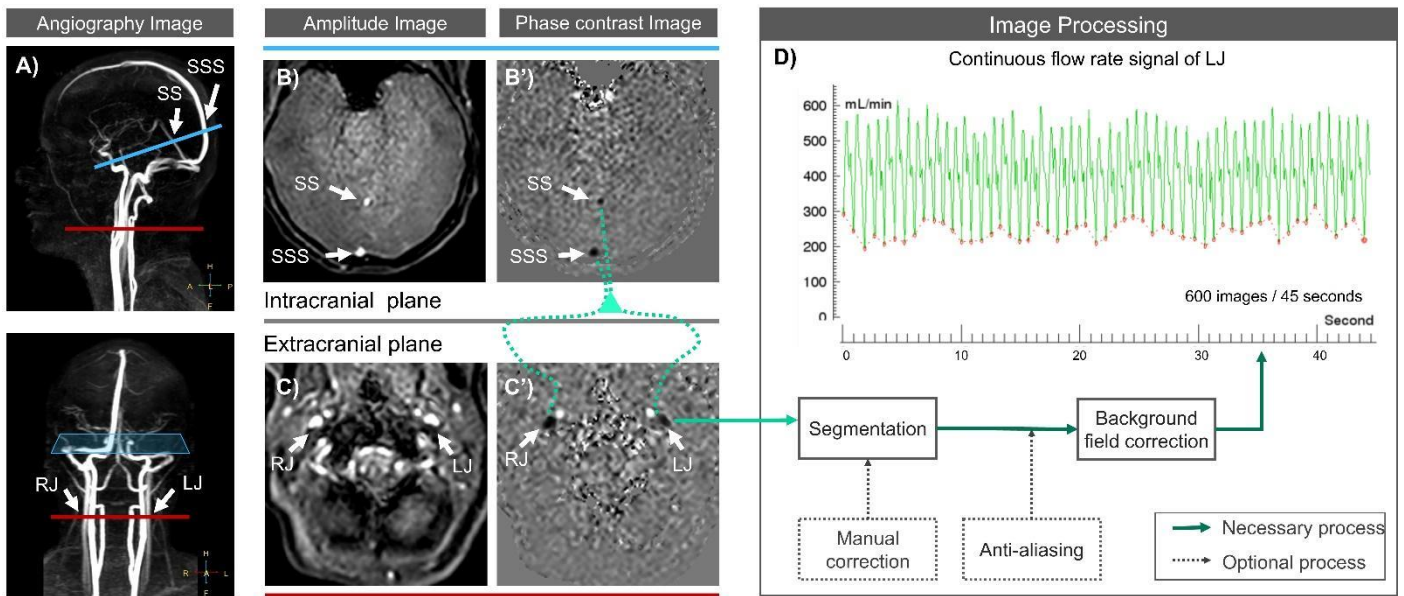 Angiography Image
Amplitude Image
Phase contrast Image
Image Processing
A)
SSS
SS
H
A L P
F
B)
SS
SSS
B')
SS
SSS
Intracranial plane
Extracranial plane
RJ
LJ
H
R A L
F
C)
RJ
LJ
C')
RJ
LJ
D)
Continuous flow rate signal of LJ
mL/min
600
500
400
300
200
100
0
600 images / 45 seconds
Second
0 10 20 30 40
Segmentation
Background
field correction
Manual
correction
Anti-aliasing
Necessary process
Optional process